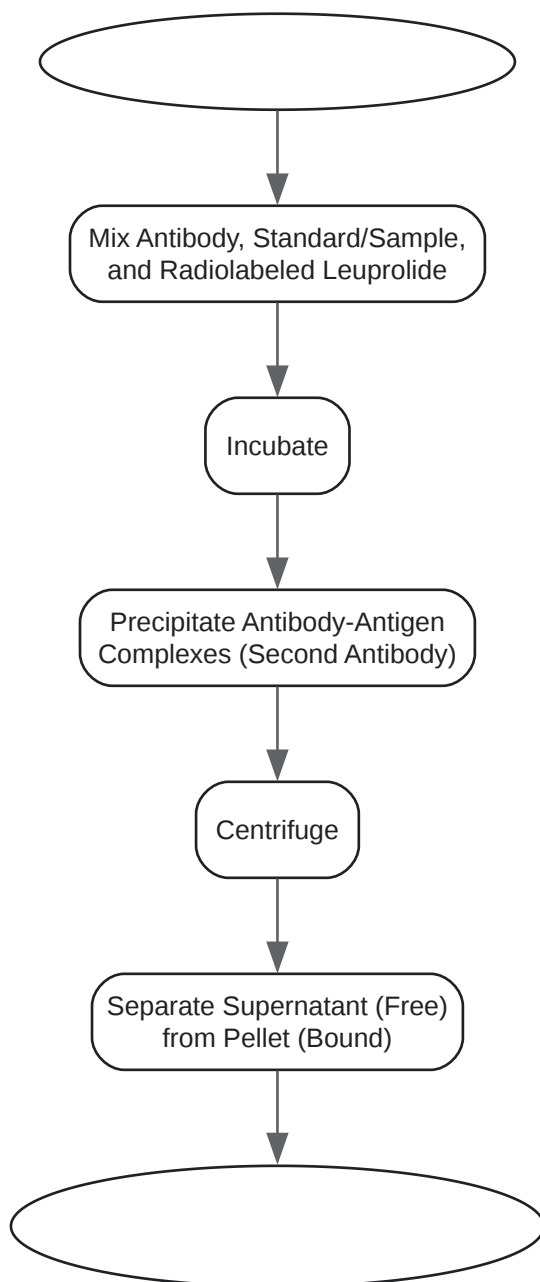 Mix Antibody, Standard/Sample,
and Radiolabeled Leuprolide
Incubate
Precipitate Antibody-Antigen
Complexes (Second Antibody)
Centrifuge
Separate Supernatant (Free)
from Pellet (Bound)